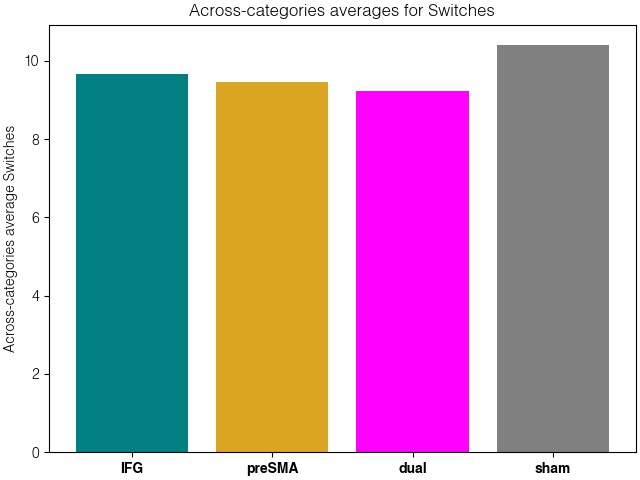 Across-categories averages for Switches
Across-categories average Switches
10
8
6
4
2
0
IFG
preSMA
dual
sham